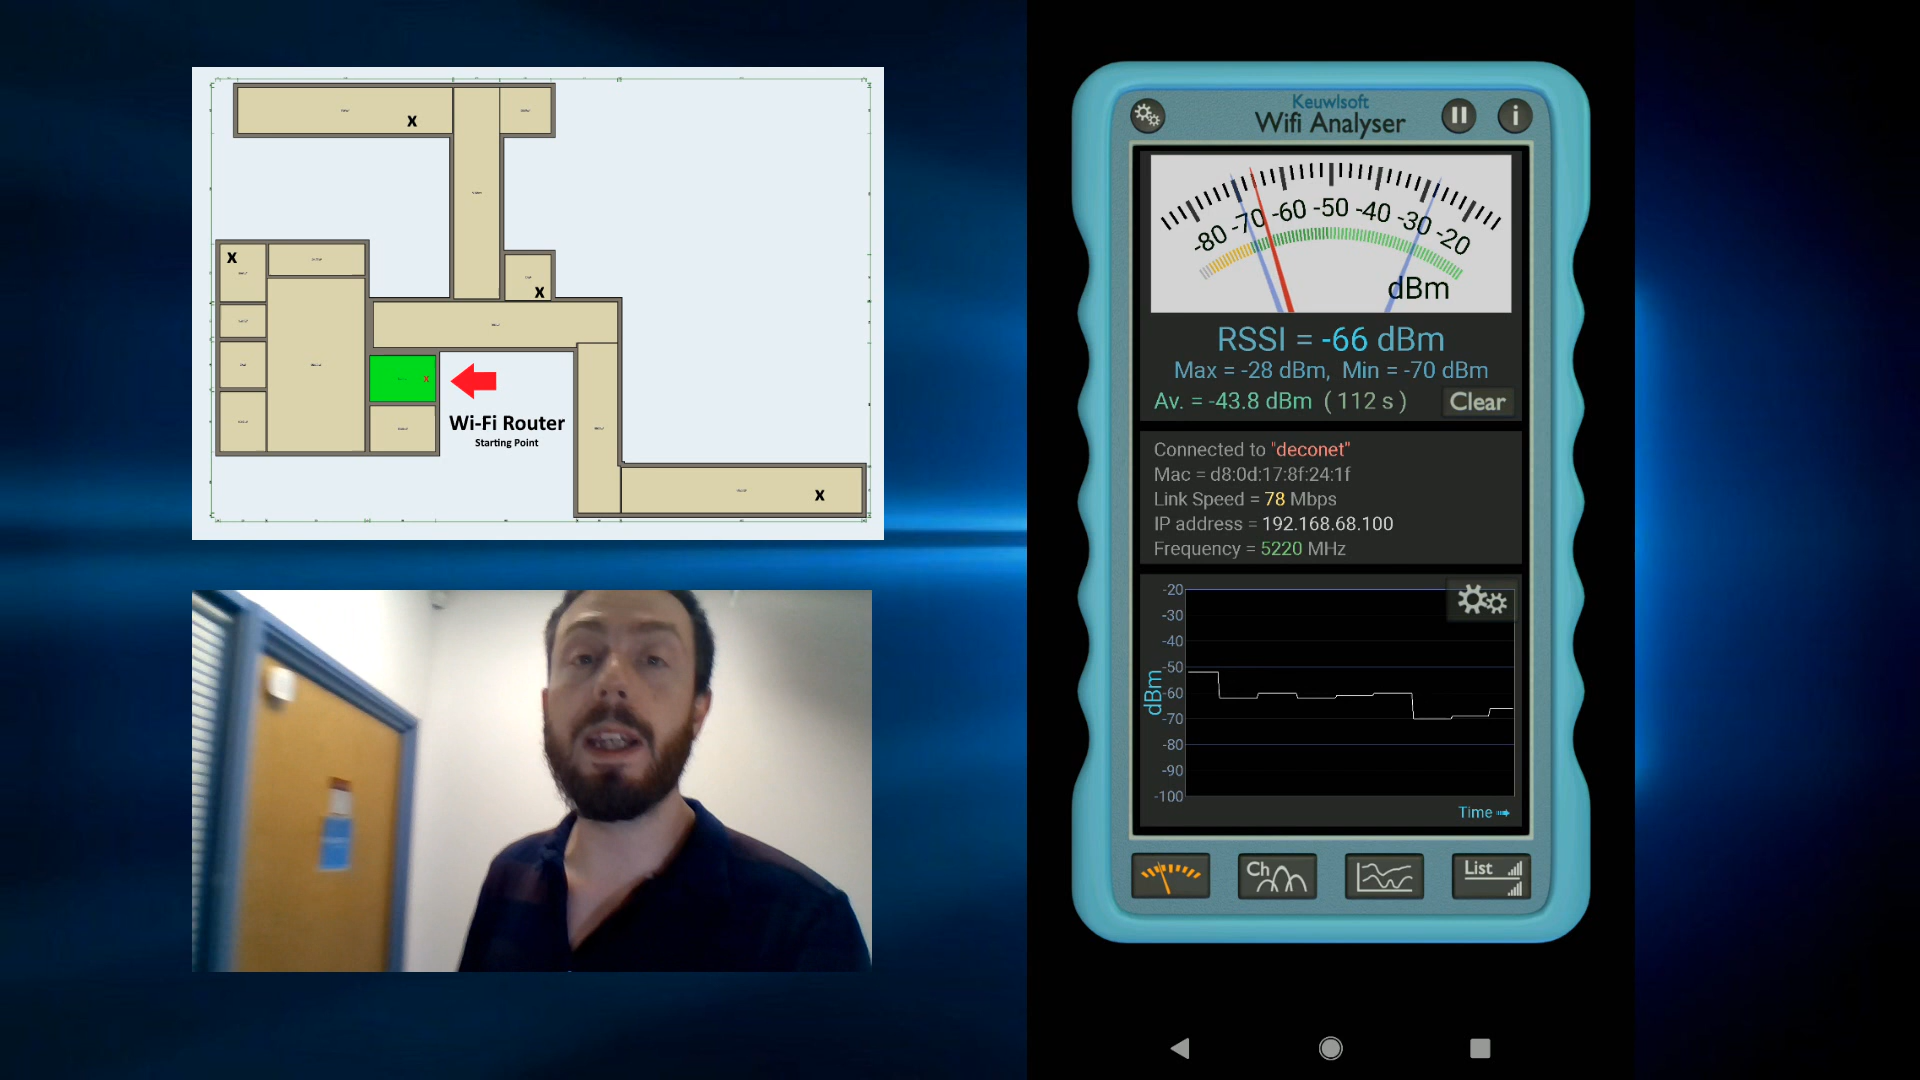 x
x
x
x
x
Wi-Fi Router
Starting Point
Keuwlsoft
Wifi Analyser
i
-80 -70 -60 -50 -40 -30 -20
dBm
RSSI = -66 dBm
Max = -28 dBm, Min = -70 dBm
Av. = -43.8 dBm ( 112 s )
Clear
Connected to "deconet"
Mac = d8:0d:17:8f:24:1f
Link Speed = 78 Mbps
IP address = 192.168.68.100
Frequency = 5220 MHz
-20
-30
-40
-50
-60
-70
-80
-90
-100
dBm
Time
Ch
List